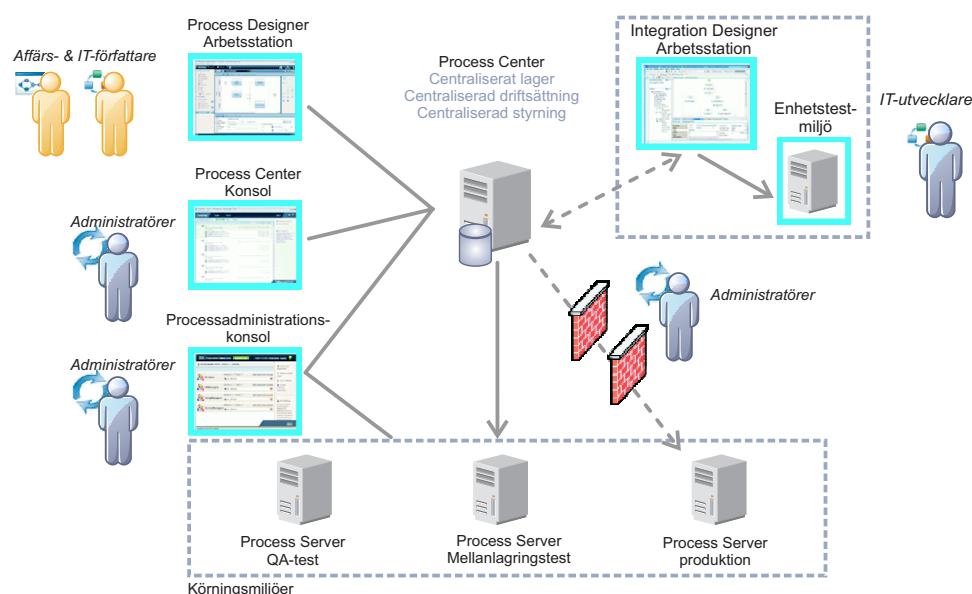 Process Designer
Arbetsstation
Affärs- & IT-författare
Process Center
Centraliserat lager
Centraliserad driftsättning
Centraliserad styrning
Integration Designer
Arbetsstation
Enhetstest-
miljö
IT-utvecklare
Process Center
Konsol
Administratörer
Processadministrations-
konsol
Administratörer
Administratörer
Process Server
QA-test
Process Server
Mellanlagringstest
Process Server
produktion
Körningsmiljöer